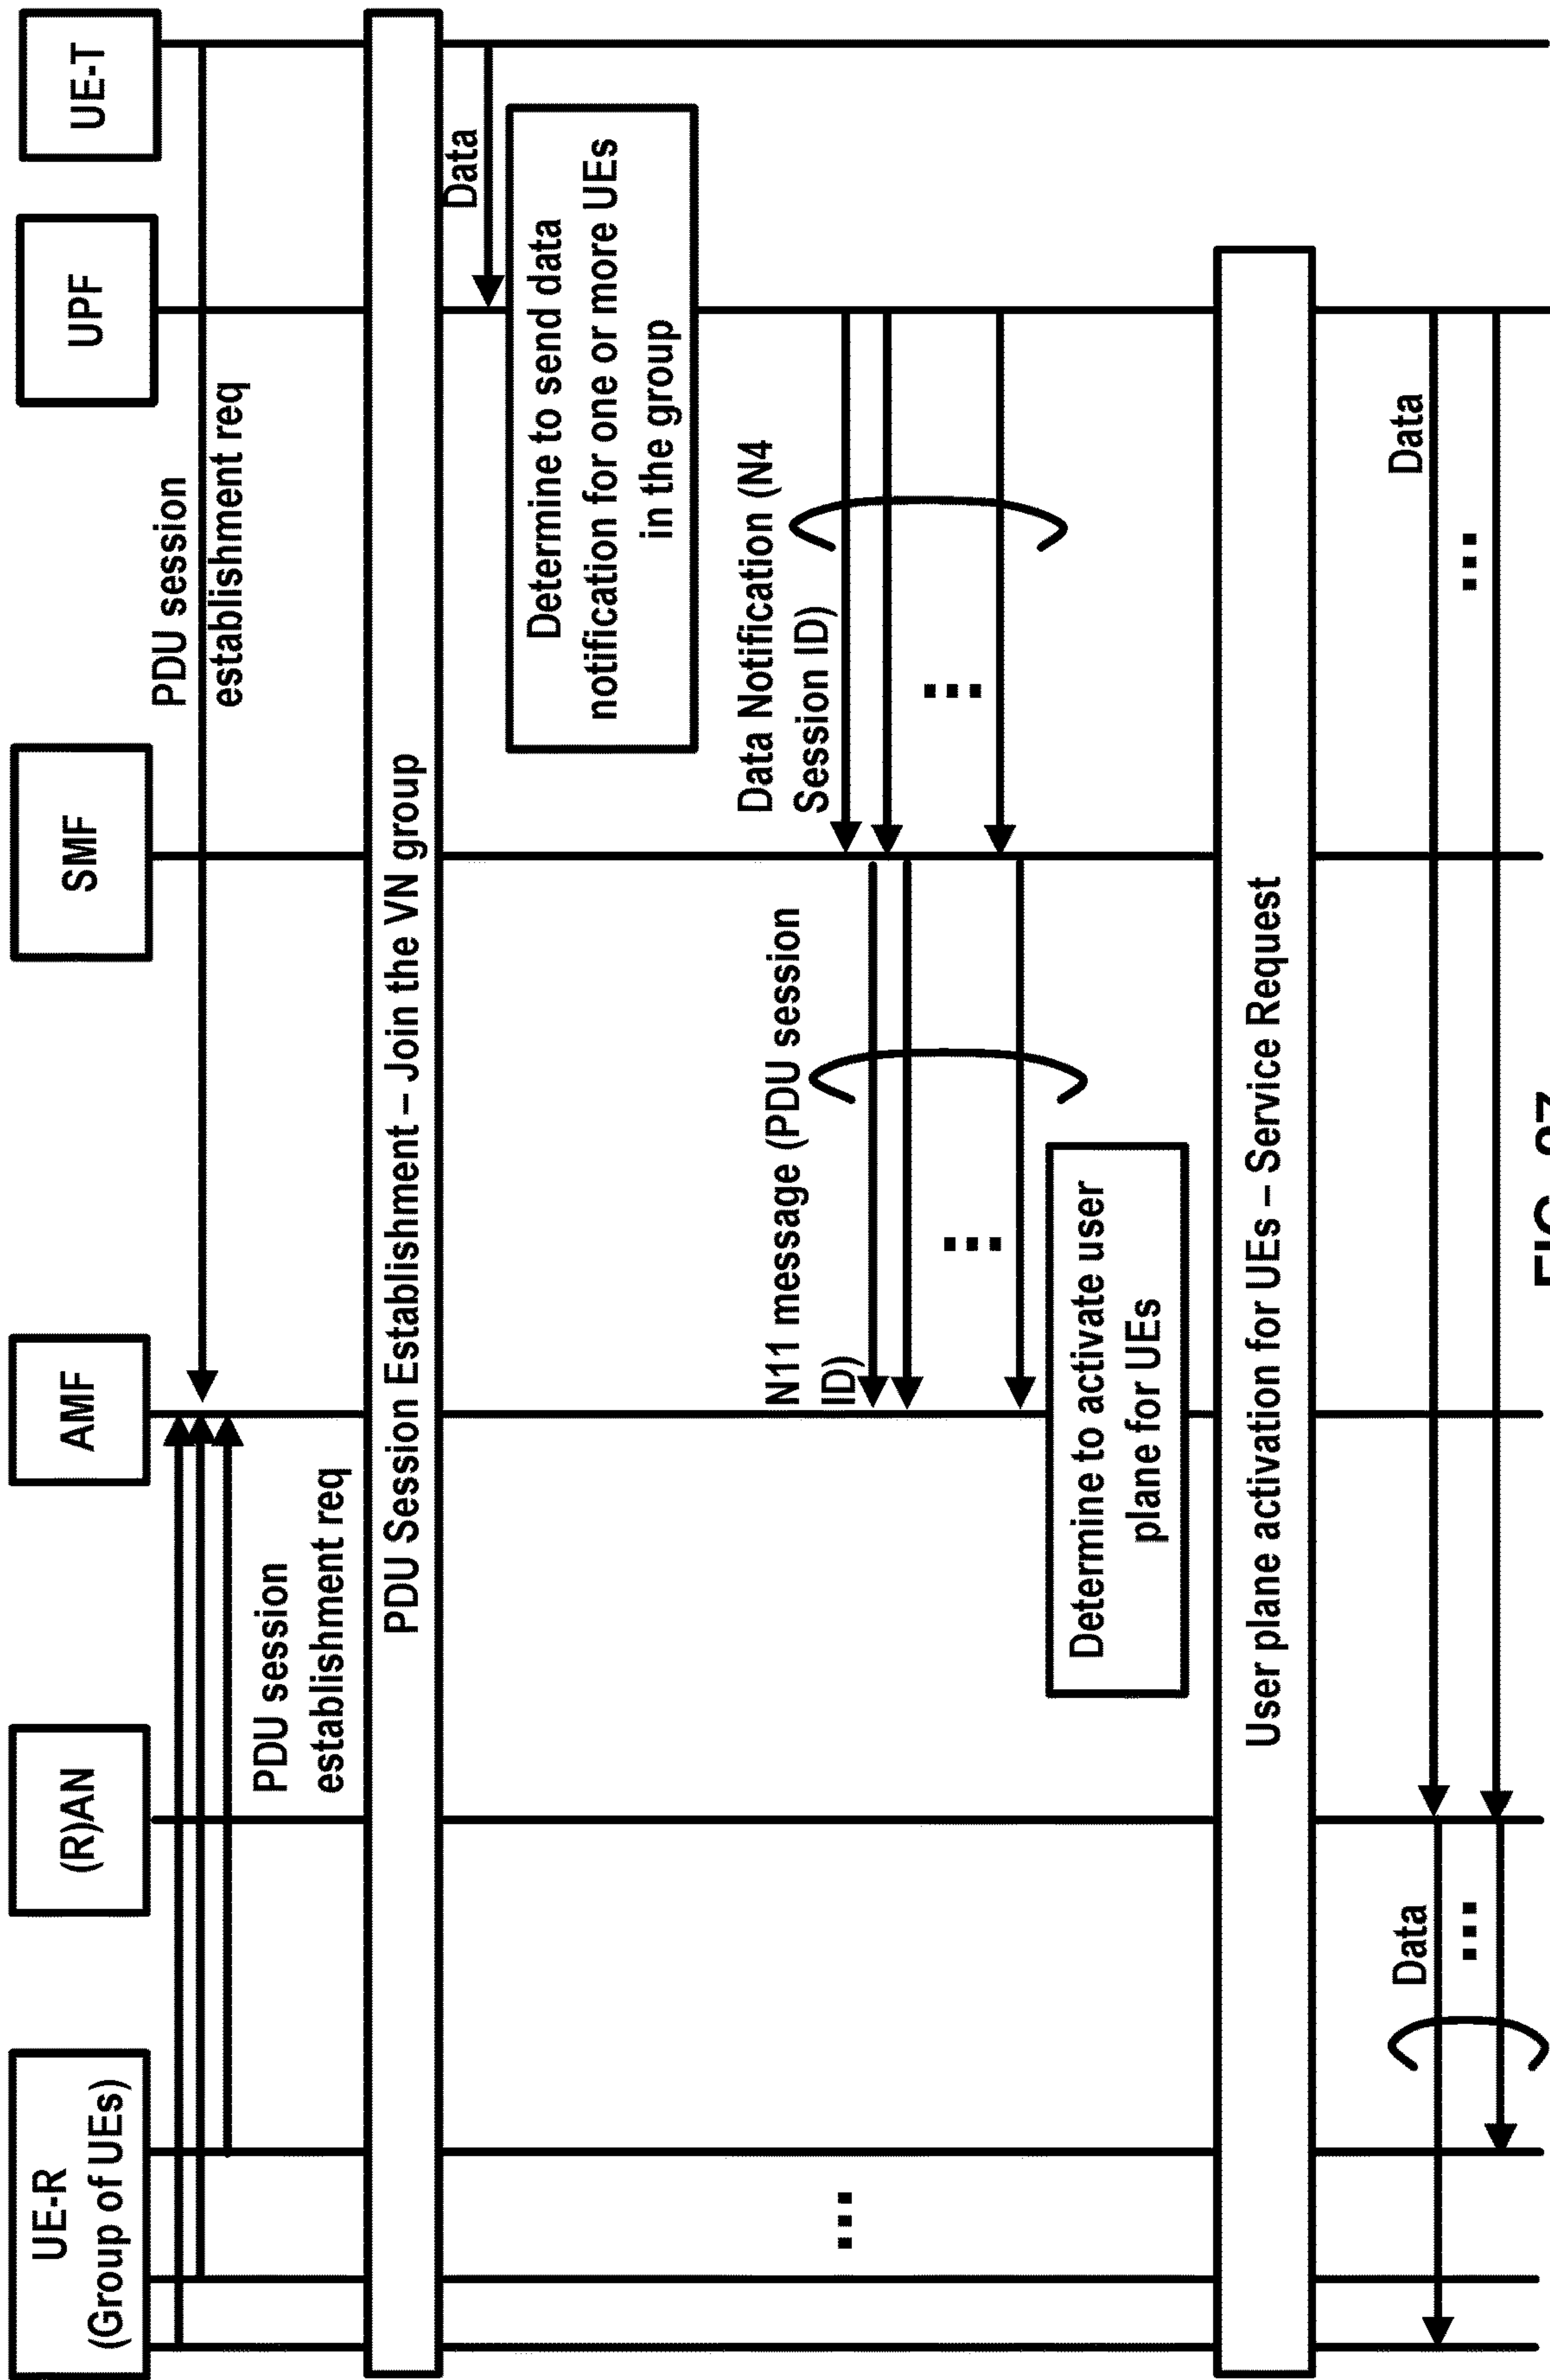 UE-R
(Group of UEs)
(R)AN
AMF
SMF
UPF
UE-T
PDU session
establishment req
PDU session
establishment req
PDU Session Establishment – Join the VN group
Data
Determine to send data
notification for one or more UEs
in the group
Data Notification (N4
Session ID)
N11 message (PDU session
ID)
Determine to activate user
plane for UEs
User plane activation for UEs – Service Request
Data
Data